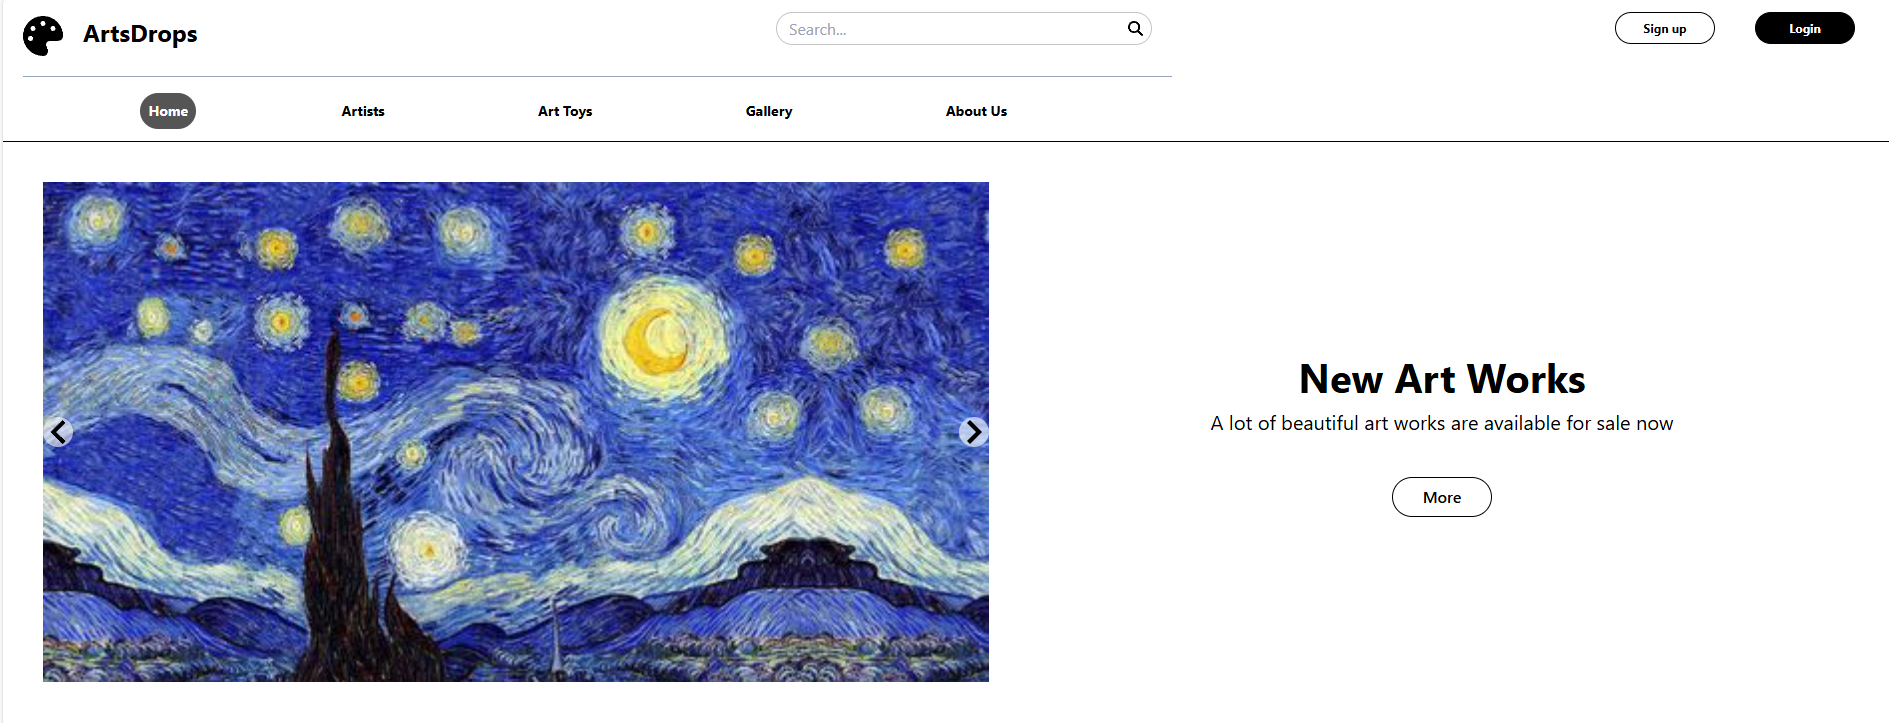 ArtsDrops
Search...
Sign up
Login
Home
Artists
Art Toys
Gallery
About Us
New Art Works
A lot of beautiful art works are available for sale now
More